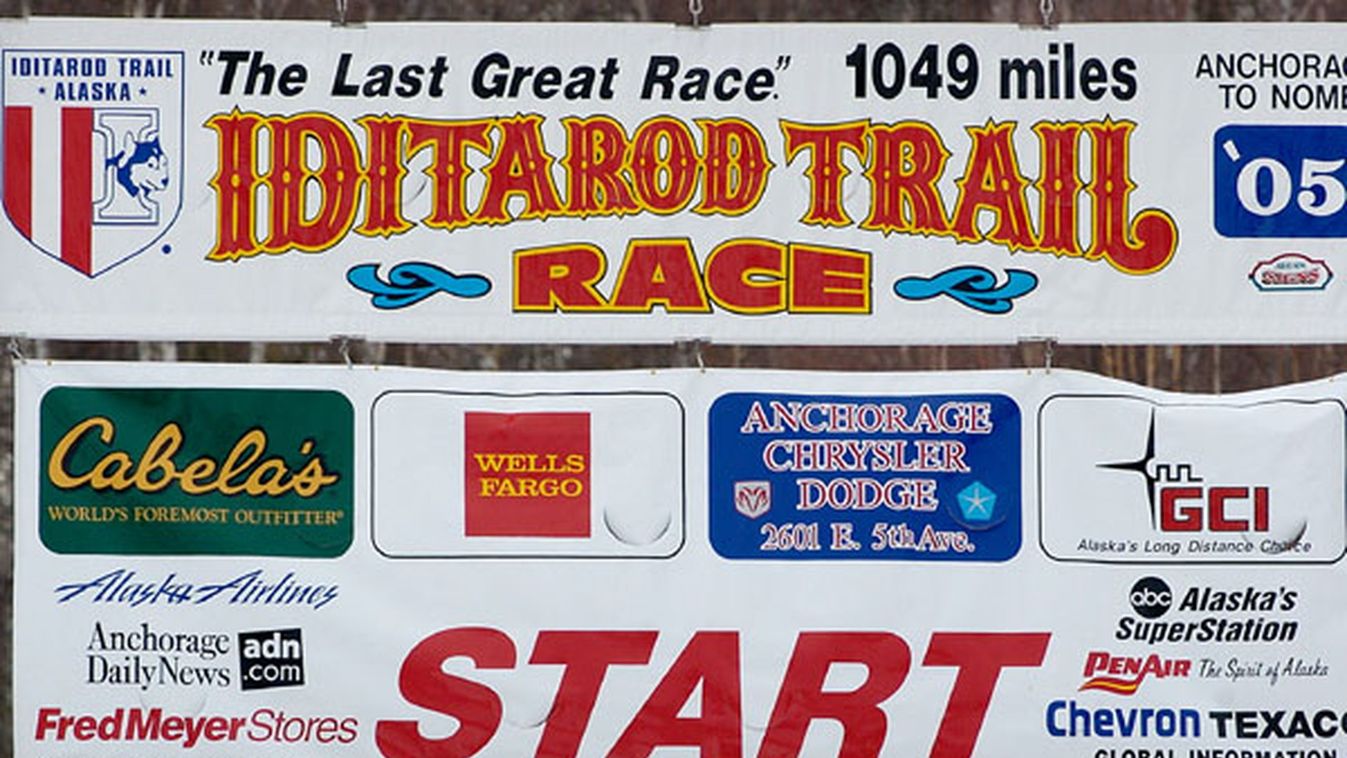 IDITAROD TRAIL
★ ALASKA ★
"The Last Great Race." 1049 miles
ANCHORAG
TO NOME
IDITAROD TRAIL
RACE
'05
Cabela's
WORLD'S FOREMOST OUTFITTER®
WELLS
FARGO
ANCHORAGE
CHRYSLER
DODGE
2601 E. 5th Ave.
GCI
Alaska's Long Distance Choice
Alaska Airlines
Anchorage
Daily News
adn
.com
Fred Meyer Stores
START
abc Alaska's
SuperStation
PENAIR The Spirit of Alaska
Chevron TEXACO
GLOBAL INFORMATION